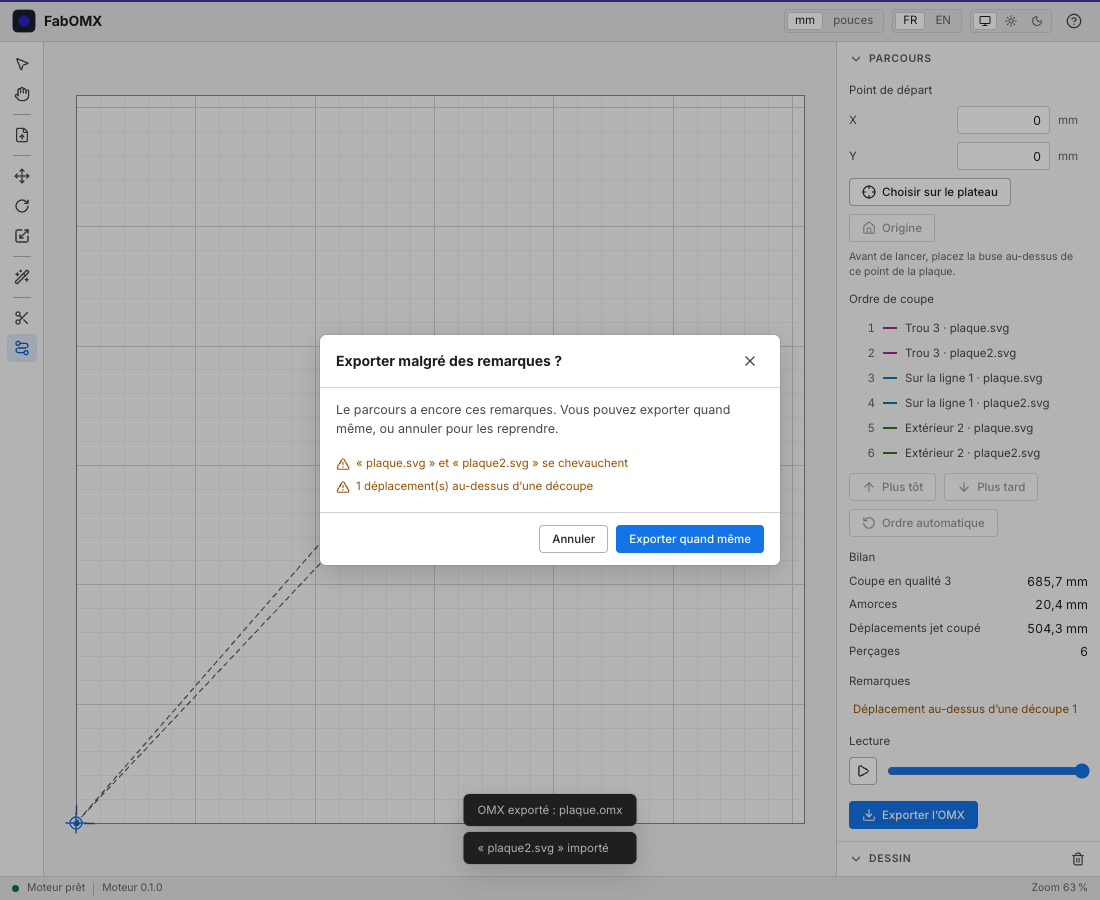 FabOMX
mm pouces
FR EN
PARCOURS
Point de départ
X 0 mm
Y 0 mm
Choisir sur le plateau
Origine
Avant de lancer, placez la buse au-dessus de
ce point de la plaque.
Ordre de coupe
1 Trou 3 · plaque.svg
2 Trou 3 · plaque2.svg
3 Sur la ligne 1 · plaque.svg
4 Sur la ligne 1 · plaque2.svg
5 Extérieur 2 · plaque.svg
6 Extérieur 2 · plaque2.svg
Plus tôt Plus tard
Ordre automatique
Bilan
Coupe en qualité 3 685,7 mm
Amorces 20,4 mm
Déplacements jet coupé 504,3 mm
Perçages 6
Remarques
Déplacement au-dessus d’une découpe 1
Lecture
Exporter l’OMX
DESSIN
Exporter malgré des remarques ?
Le parcours a encore ces remarques. Vous pouvez exporter quand
même, ou annuler pour les reprendre.
« plaque.svg » et « plaque2.svg » se chevauchent
1 déplacement(s) au-dessus d’une découpe
Annuler Exporter quand même
OMX exporté : plaque.omx
« plaque2.svg » importé
Moteur prêt Moteur 0.1.0
Zoom 63 %